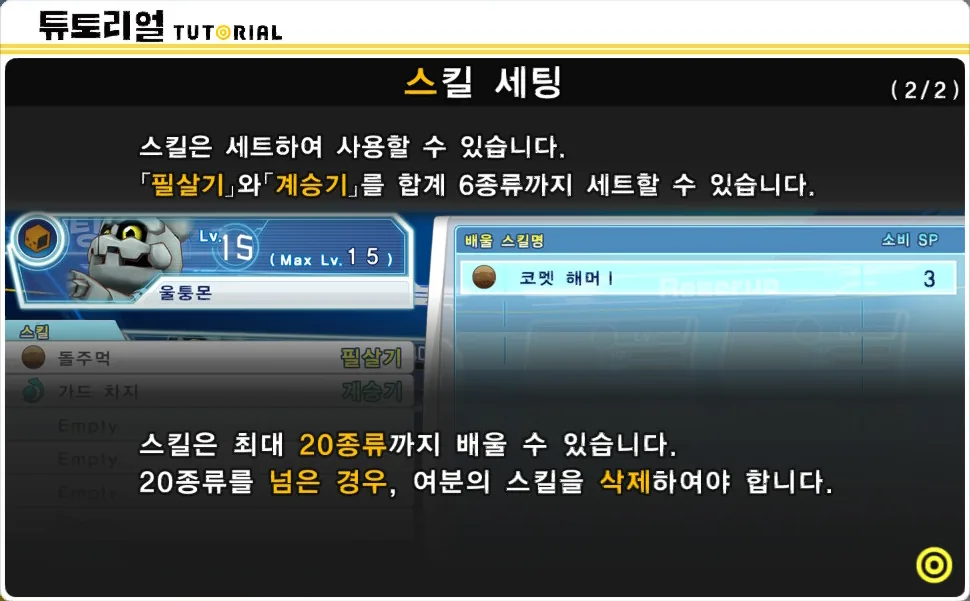 튜토리얼 TUTORIAL
스킬 세팅
(2/2)
스킬은 세트하여 사용할 수 있습니다.
「필살기」와「계승기」를 합계 6종류까지 세트할 수 있습니다.
Lv.15 (Max Lv.15)
울퉁몬
배울 스킬명 소비 SP
코멧 해머 I 3
스킬
돌주먹 필살기
가드 차지 계승기
Empty
Empty
Empty
스킬은 최대 20종류까지 배울 수 있습니다.
20종류를 넘은 경우, 여분의 스킬을 삭제하여야 합니다.